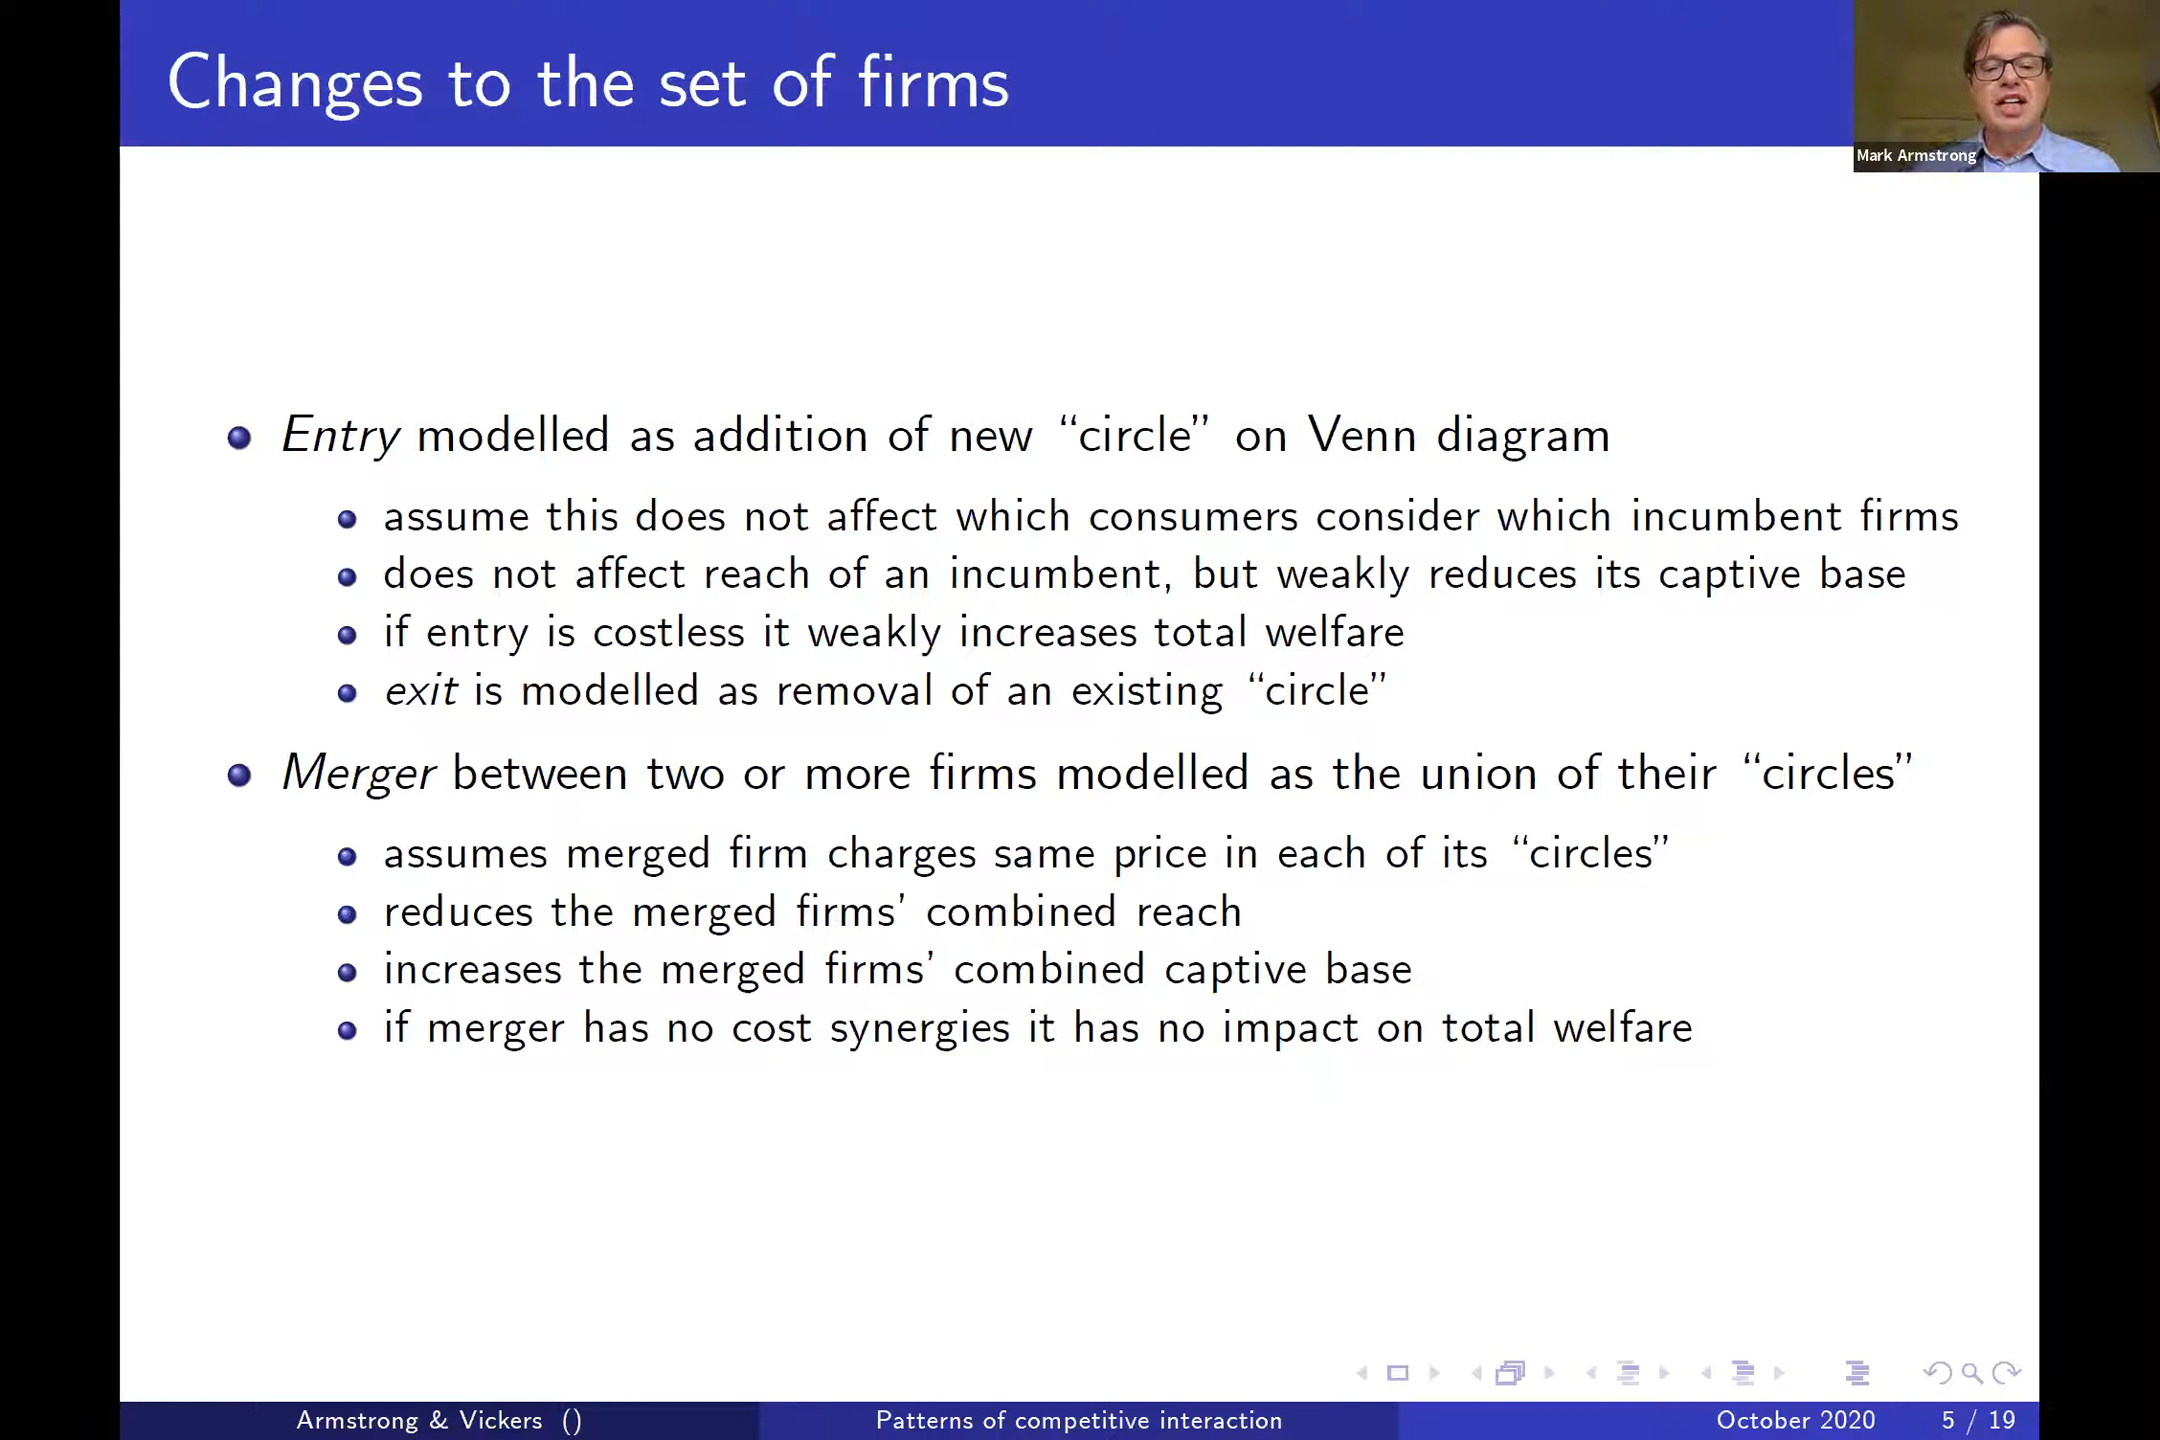 Changes to the set of firms
Mark Armstrong
Entry modelled as addition of new “circle” on Venn diagram
assume this does not affect which consumers consider which incumbent firms
does not affect reach of an incumbent, but weakly reduces its captive base
if entry is costless it weakly increases total welfare
exit is modelled as removal of an existing “circle”
Merger between two or more firms modelled as the union of their “circles”
assumes merged firm charges same price in each of its “circles”
reduces the merged firms’ combined reach
increases the merged firms’ combined captive base
if merger has no cost synergies it has no impact on total welfare
Armstrong & Vickers () Patterns of competitive interaction October 2020 5 / 19